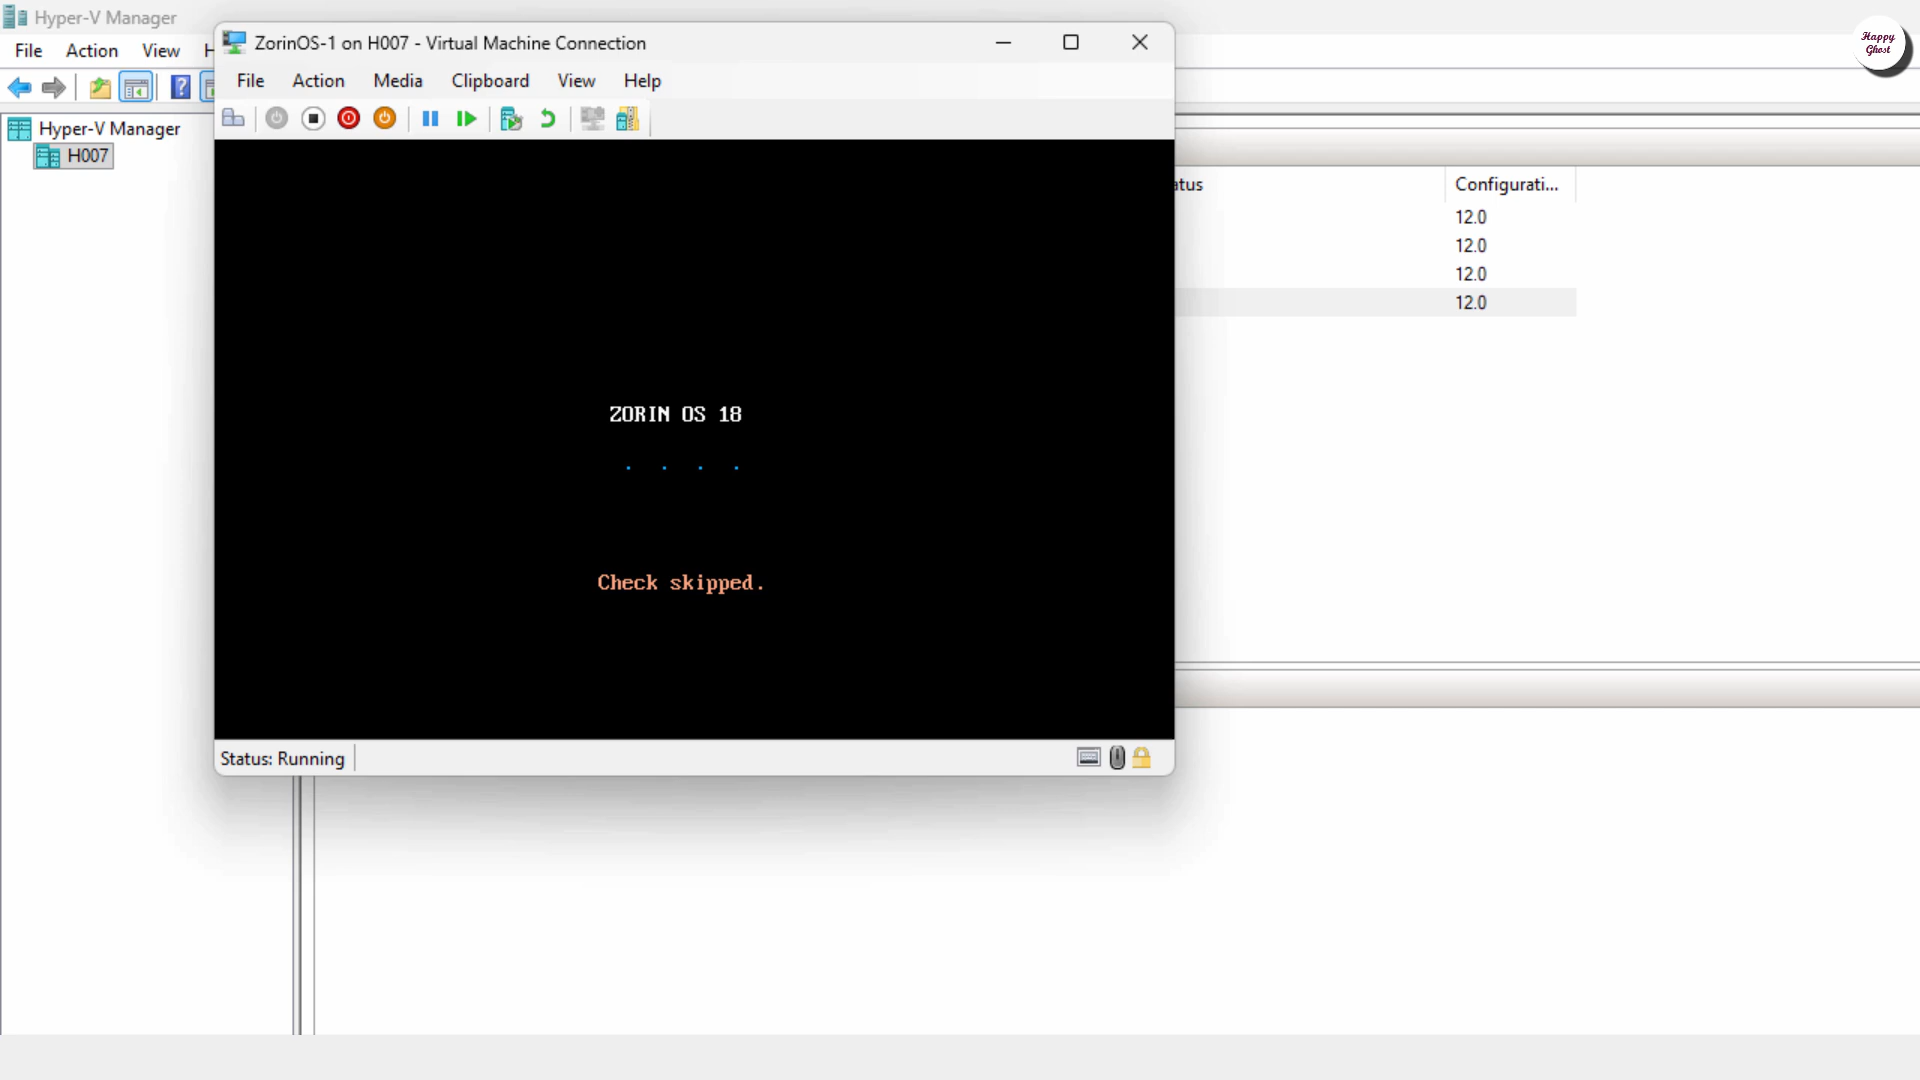 Hyper-V Manager
File Action View H
Hyper-V Manager
H007
ZorinOS-1 on H007 - Virtual Machine Connection
File Action Media Clipboard View Help
ZORIN OS 18
. . . .
Check skipped.
Status: Running
atus Configurati...
12.0
12.0
12.0
12.0
Happy
Ghost